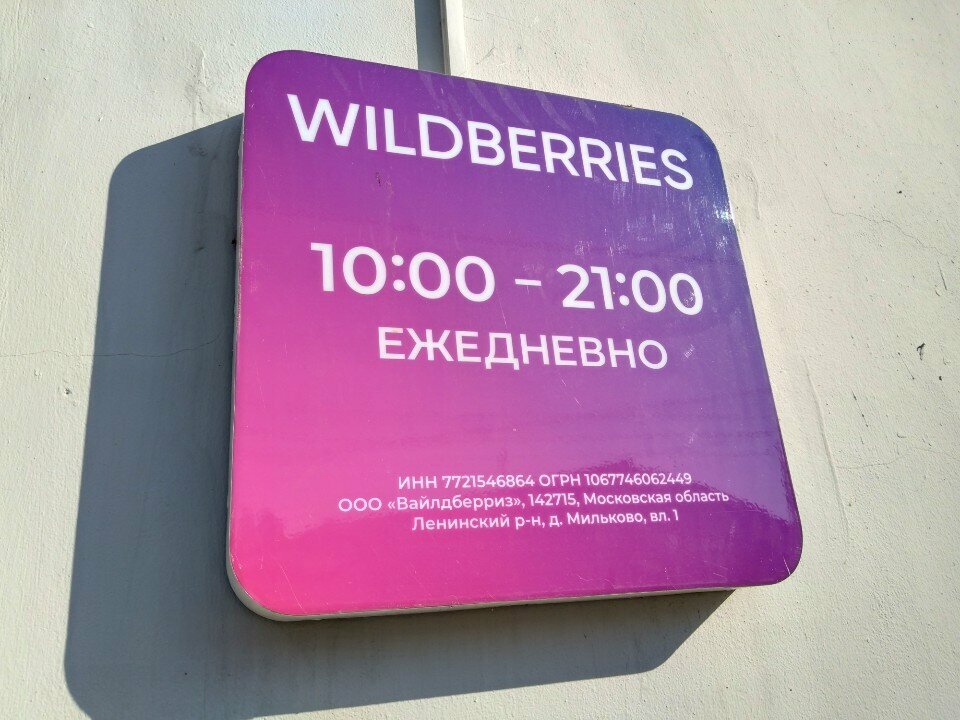 WILDBERRIES
10:00 – 21:00
ЕЖЕДНЕВНО
ИНН 7721546864 ОГРН 1067746062449
ООО «Вайлдберриз», 142715, Московская область
Ленинский р-н, д. Мильково, вл. 1